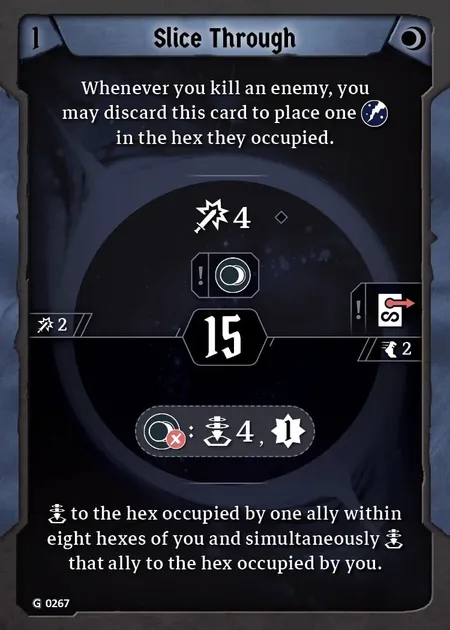 1
Slice Through
Whenever you kill an enemy, you
may discard this card to place one
in the hex they occupied.
4
!
!
2
15
2
: 4, 1
to the hex occupied by one ally within
eight hexes of you and simultaneously
that ally to the hex occupied by you.
G 0267